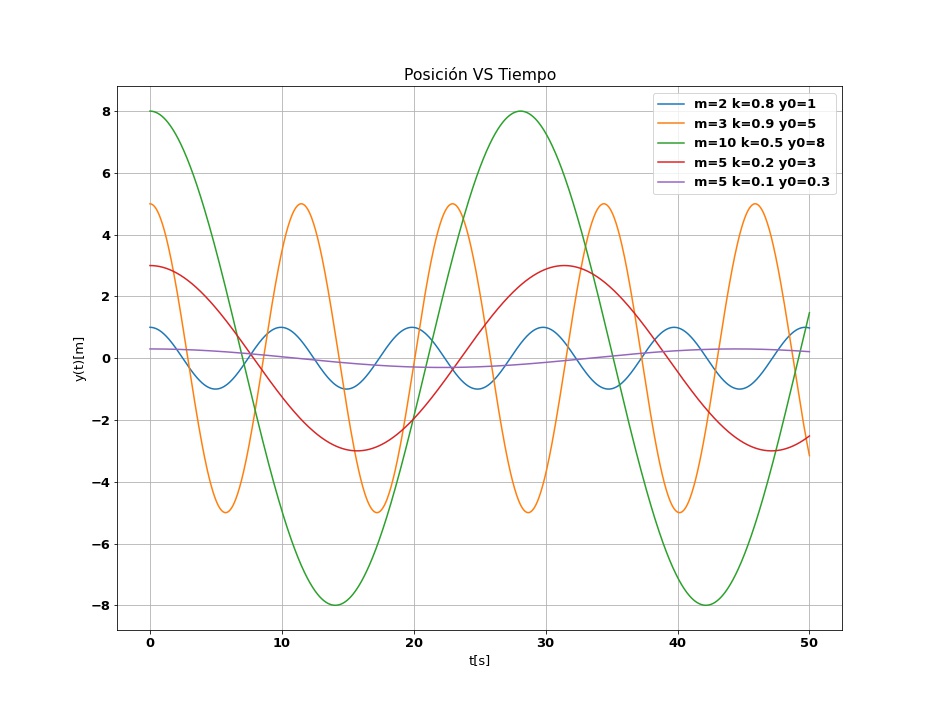 Posición VS Tiempo
m=2 k=0.8 y0=1
m=3 k=0.9 y0=5
m=10 k=0.5 y0=8
m=5 k=0.2 y0=3
m=5 k=0.1 y0=0.3
8
6
4
2
0
−2
−4
−6
−8
y(t)[m]
0 10 20 30 40 50
t[s]